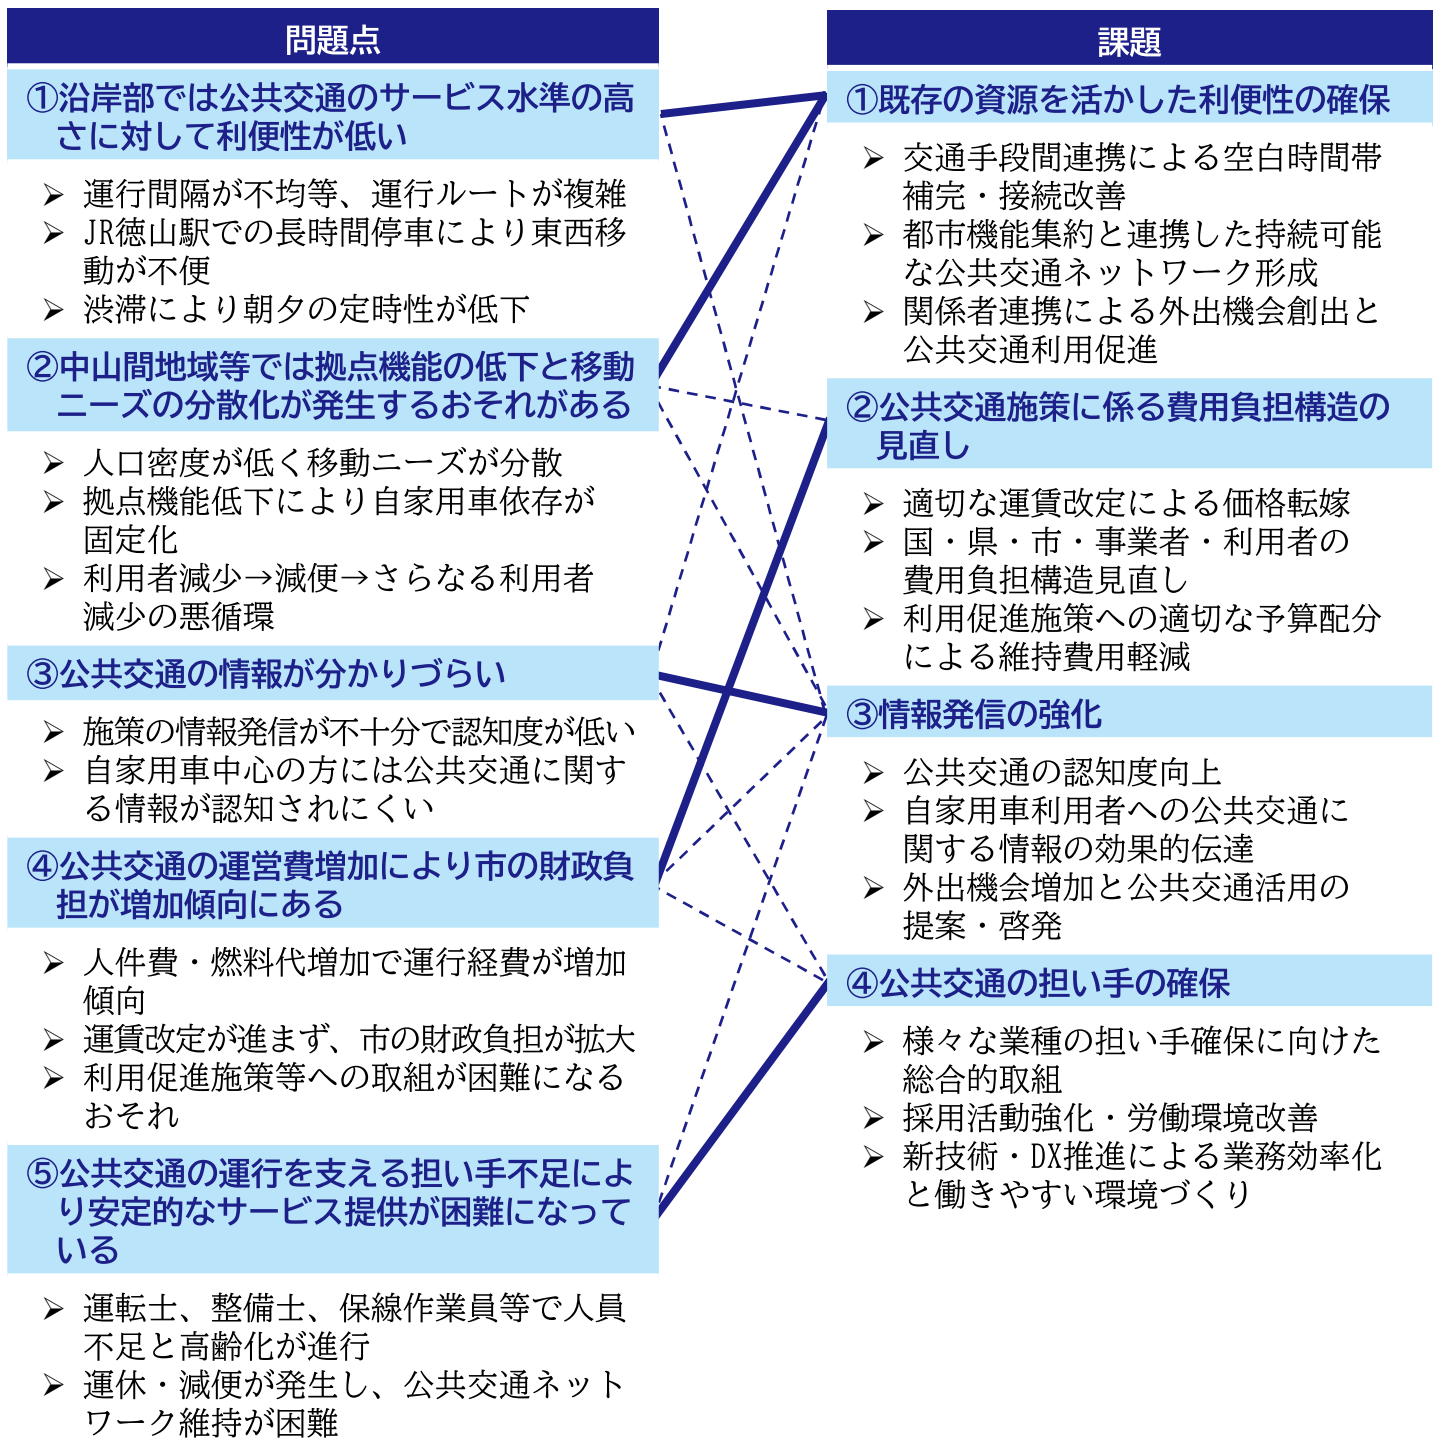 問題点
①沿岸部では公共交通のサービス水準の高
さに対して利便性が低い
➢ 運行間隔が不均等、運行ルートが複雑
➢ JR徳山駅での長時間停車により東西移
動が不便
➢ 渋滞により朝夕の定時性が低下
②中山間地域等では拠点機能の低下と移動
ニーズの分散化が発生するおそれがある
➢ 人口密度が低く移動ニーズが分散
➢ 拠点機能低下により自家用車依存が
固定化
➢ 利用者減少→減便→さらなる利用者
減少の悪循環
③公共交通の情報が分かりづらい
➢ 施策の情報発信が不十分で認知度が低い
➢ 自家用車中心の方には公共交通に関す
る情報が認知されにくい
④公共交通の運営費増加により市の財政負
担が増加傾向にある
➢ 人件費・燃料代増加で運行経費が増加
傾向
➢ 運賃改定が進まず、市の財政負担が拡大
➢ 利用促進施策等への取組が困難になる
おそれ
⑤公共交通の運行を支える担い手不足によ
り安定的なサービス提供が困難になって
いる
➢ 運転士、整備士、保線作業員等で人員
不足と高齢化が進行
➢ 運休・減便が発生し、公共交通ネット
ワーク維持が困難
課題
①既存の資源を活かした利便性の確保
➢ 交通手段間連携による空白時間帯
補完・接続改善
➢ 都市機能集約と連携した持続可能
な公共交通ネットワーク形成
➢ 関係者連携による外出機会創出と
公共交通利用促進
②公共交通施策に係る費用負担構造の
見直し
➢ 適切な運賃改定による価格転嫁
➢ 国・県・市・事業者・利用者の
費用負担構造見直し
➢ 利用促進施策への適切な予算配分
による維持費用軽減
③情報発信の強化
➢ 公共交通の認知度向上
➢ 自家用車利用者への公共交通に
関する情報の効果的伝達
➢ 外出機会増加と公共交通活用の
提案・啓発
④公共交通の担い手の確保
➢ 様々な業種の担い手確保に向けた
総合的取組
➢ 採用活動強化・労働環境改善
➢ 新技術・DX推進による業務効率化
と働きやすい環境づくり